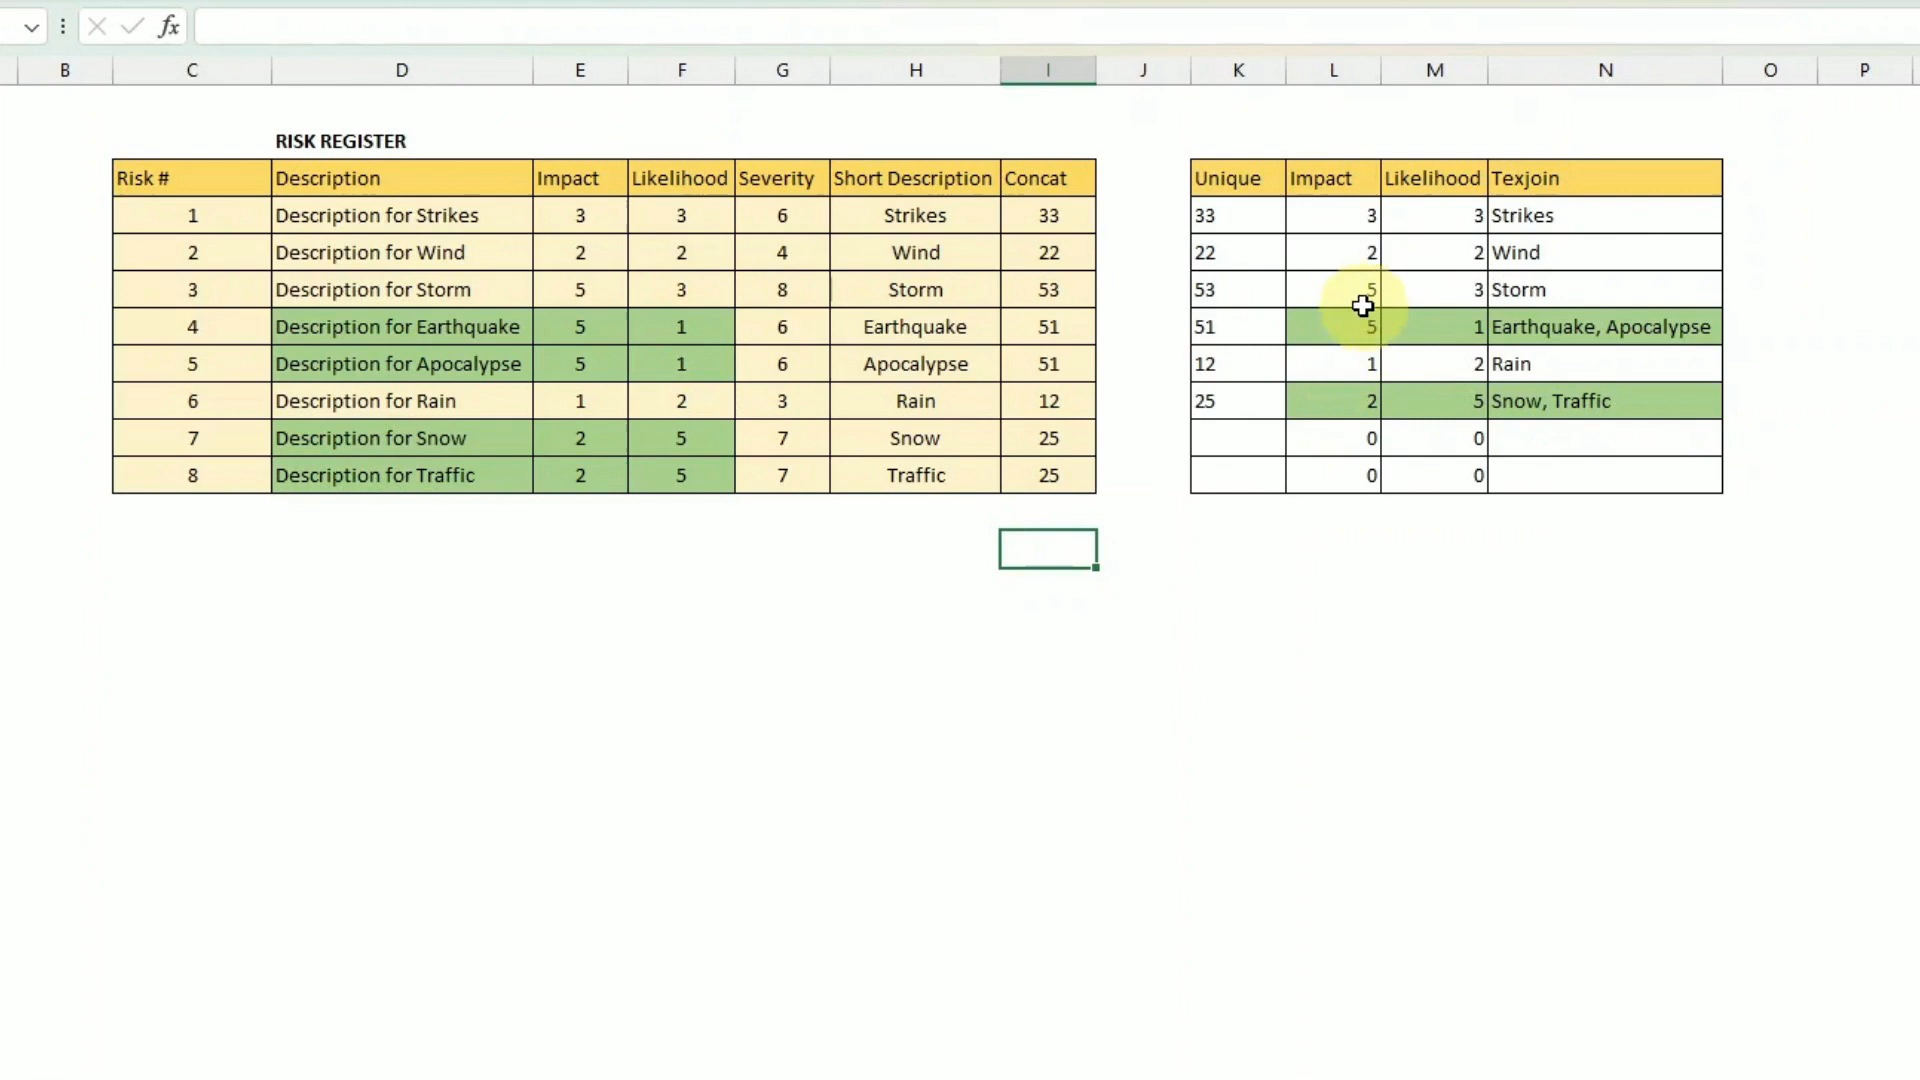 fx
B C D E F G H I J K L M N O P
RISK REGISTER
Risk # Description Impact Likelihood Severity Short Description Concat Unique Impact Likelihood Texjoin
1 Description for Strikes 3 3 6 Strikes 33 33 3 3 Strikes
2 Description for Wind 2 2 4 Wind 22 22 2 2 Wind
3 Description for Storm 5 3 8 Storm 53 53 5 3 Storm
4 Description for Earthquake 5 1 6 Earthquake 51 51 5 1 Earthquake, Apocalypse
5 Description for Apocalypse 5 1 6 Apocalypse 51 12 1 2 Rain
6 Description for Rain 1 2 3 Rain 12 25 2 5 Snow, Traffic
7 Description for Snow 2 5 7 Snow 25 0 0
8 Description for Traffic 2 5 7 Traffic 25 0 0